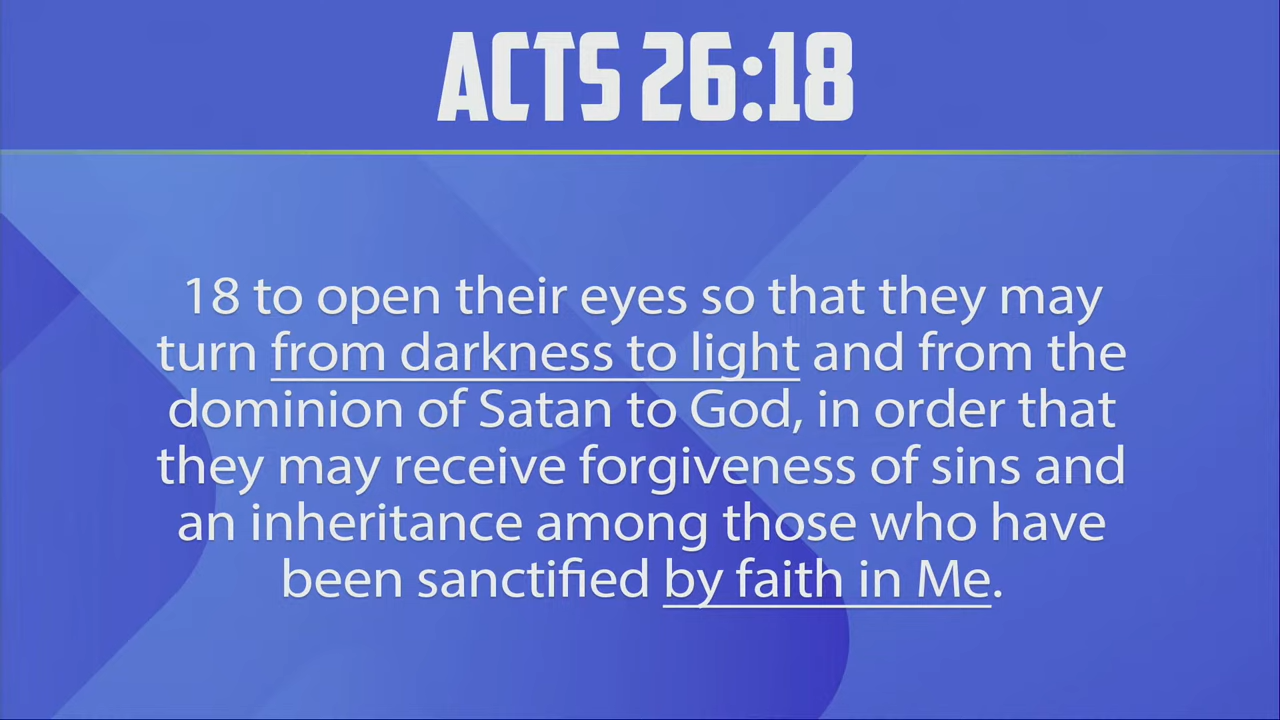 ACTS 26:18
18 to open their eyes so that they may
turn from darkness to light and from the
dominion of Satan to God, in order that
they may receive forgiveness of sins and
an inheritance among those who have
been sanctified by faith in Me.